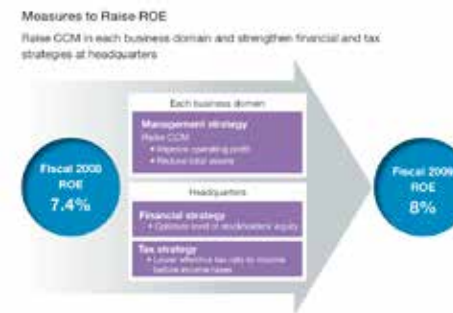 Measures to Raise ROE
Raise CCM in each business domain and strengthen financial and tax
strategies at headquarters
Each business domain
Management strategy
Raise CCM
• Improve operating profit
• Reduce total assets
Fiscal 2008
ROE
7.4%
Headquarters
Financial strategy
• Optimize level of stockholders' equity
Tax strategy
• Lower effective tax rate to income
before income taxes
Fiscal 2009
ROE
8%